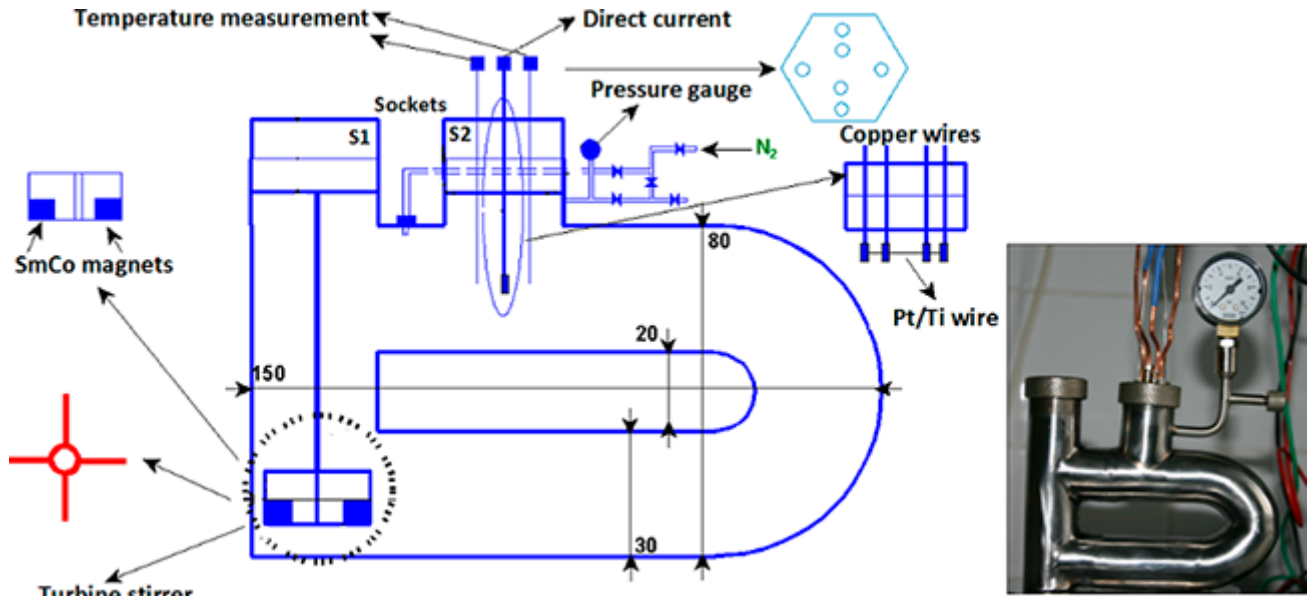 Temperature measurement
Direct current
Pressure gauge
Sockets
S1
S2
Copper wires
N2
SmCo magnets
80
Pt/Ti wire
20
150
30
Turbine stirrer